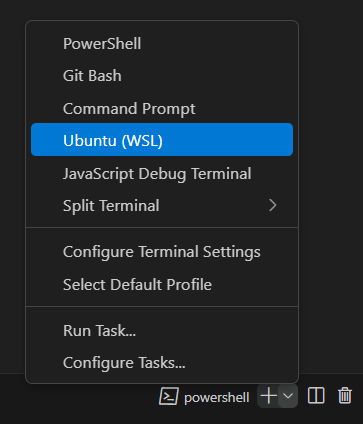 PowerShell
Git Bash
Command Prompt
Ubuntu (WSL)
JavaScript Debug Terminal
Split Terminal
Configure Terminal Settings
Select Default Profile
Run Task...
Configure Tasks...
powershell